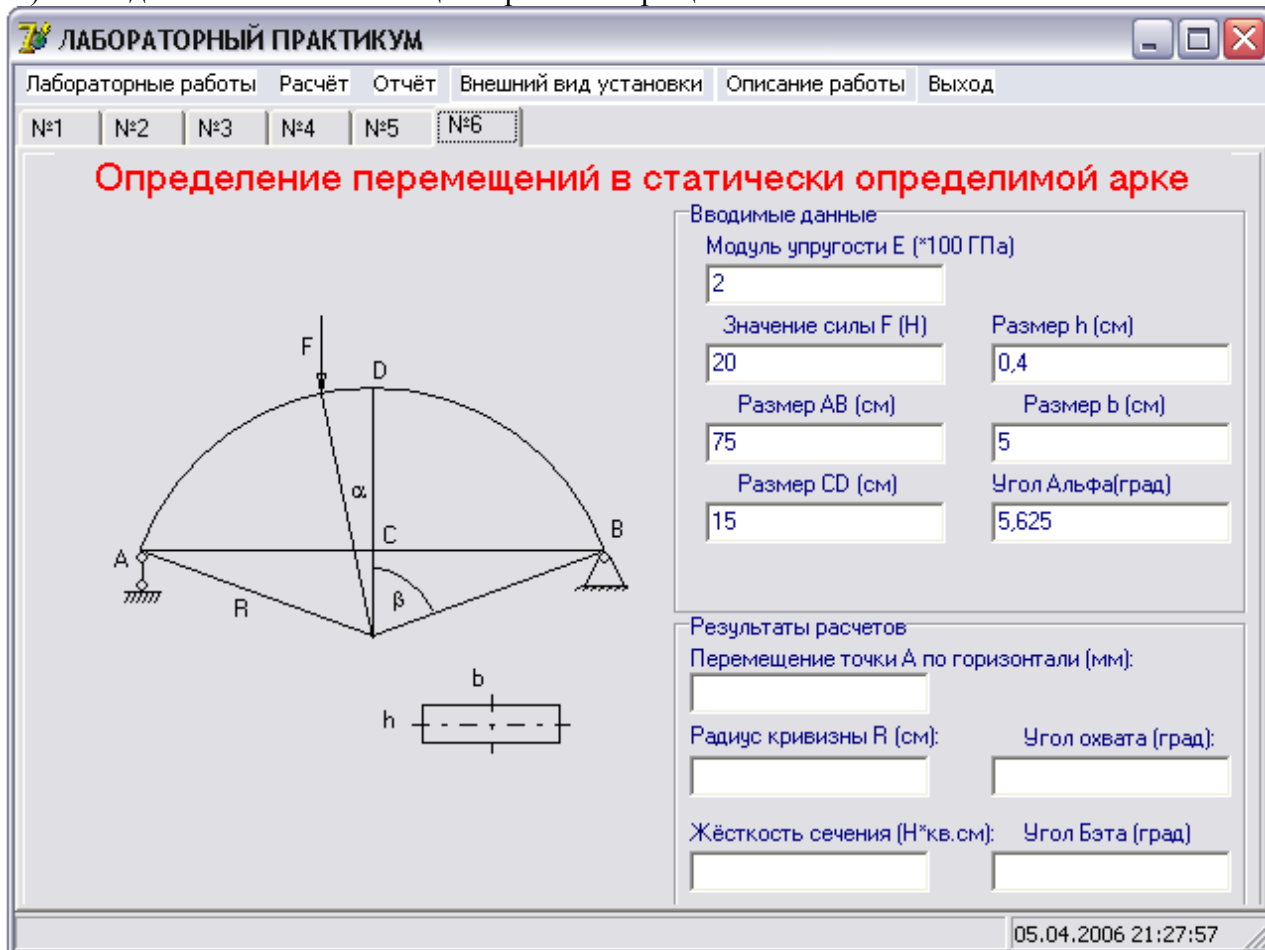 ЛАБОРАТОРНЫЙ ПРАКТИКУМ
Лабораторные работы Расчёт Отчёт Внешний вид установки Описание работы Выход
№1 №2 №3 №4 №5 №6
Определение перемещений в статически определимой арке
Вводимые данные
Модуль упругости E (*100 ГПа)
2
Значение силы F (Н) Размер h (см)
20 0,4
Размер AB (см) Размер b (см)
75 5
Размер CD (см) Угол Альфа(град)
15 5,625
F
D
α
C
A
B
R
β
b
h
Результаты расчетов
Перемещение точки А по горизонтали (мм):
Радиус кривизны R (см): Угол охвата (град):
Жёсткость сечения (Н*кв.см): Угол Бэта (град)
05.04.2006 21:27:57